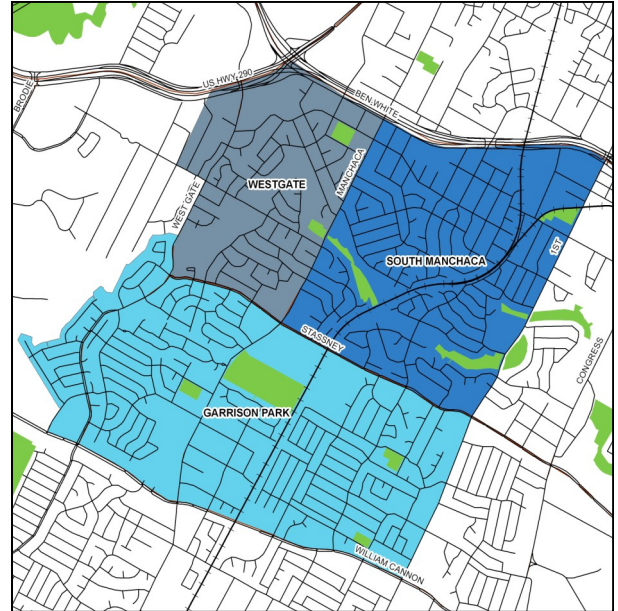 US HWY 290
BRODIE
BEN WHITE
WESTGATE
MANCHACA
WEST GATE
SOUTH MANCHACA
1ST
STASSNEY
CONGRESS
GARRISON PARK
WILLIAM CANNON